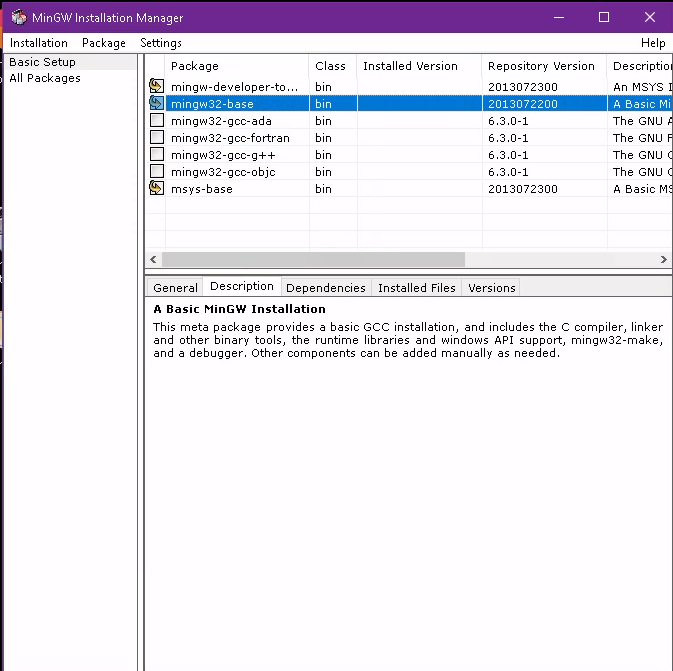 MinGW Installation Manager
Installation Package Settings Help
Basic Setup
All Packages
Package Class Installed Version Repository Version Descriptio
mingw-developer-to... bin 2013072300 An MSYS I
mingw32-base bin 2013072200 A Basic Mi
mingw32-gcc-ada bin 6.3.0-1 The GNU A
mingw32-gcc-fortran bin 6.3.0-1 The GNU F
mingw32-gcc-g++ bin 6.3.0-1 The GNU C
mingw32-gcc-objc bin 6.3.0-1 The GNU O
msys-base bin 2013072300 A Basic MS
General Description Dependencies Installed Files Versions
A Basic MinGW Installation
This meta package provides a basic GCC installation, and includes the C compiler, linker
and other binary tools, the runtime libraries and windows API support, mingw32-make,
and a debugger. Other components can be added manually as needed.